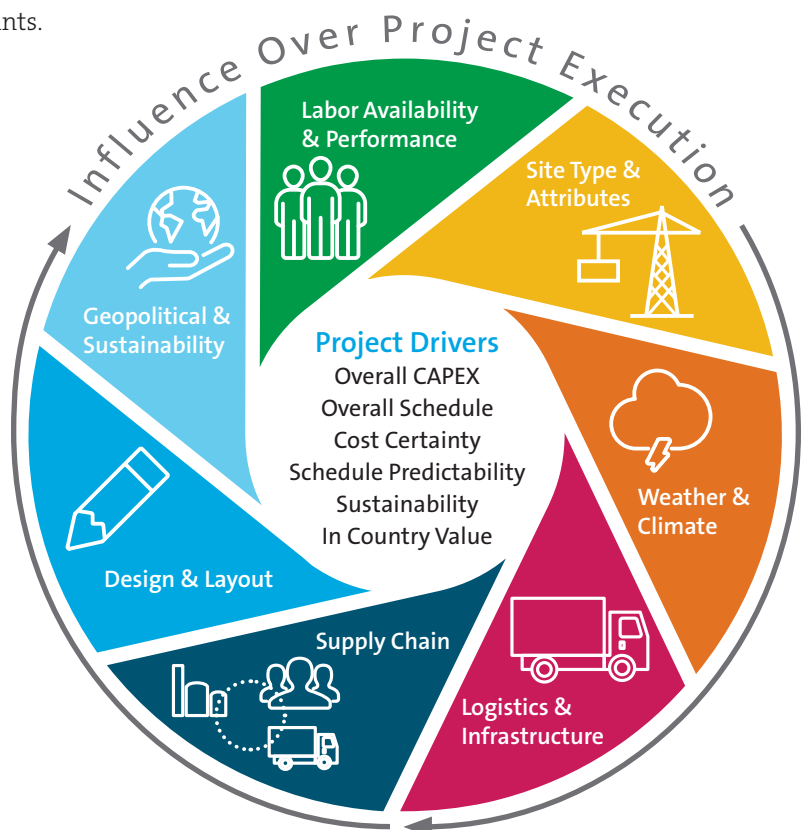 nts.
Influence Over Project Execution
Labor Availability
& Performance
Site Type &
Attributes
Weather &
Climate
Logistics &
Infrastructure
Supply Chain
Design & Layout
Geopolitical &
Sustainability
Project Drivers
Overall CAPEX
Overall Schedule
Cost Certainty
Schedule Predictability
Sustainability
In Country Value